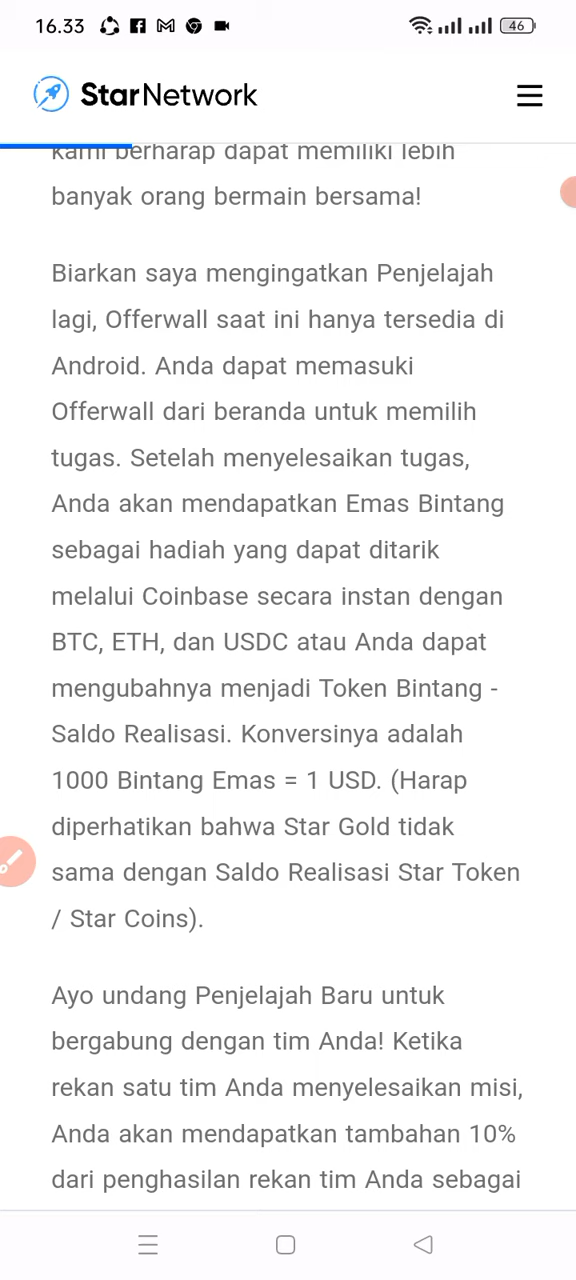 16.33
46
StarNetwork
kami berharap dapat memiliki lebih
banyak orang bermain bersama!
Biarkan saya mengingatkan Penjelajah
lagi, Offerwall saat ini hanya tersedia di
Android. Anda dapat memasuki
Offerwall dari beranda untuk memilih
tugas. Setelah menyelesaikan tugas,
Anda akan mendapatkan Emas Bintang
sebagai hadiah yang dapat ditarik
melalui Coinbase secara instan dengan
BTC, ETH, dan USDC atau Anda dapat
mengubahnya menjadi Token Bintang -
Saldo Realisasi. Konversinya adalah
1000 Bintang Emas = 1 USD. (Harap
diperhatikan bahwa Star Gold tidak
sama dengan Saldo Realisasi Star Token
/ Star Coins).
Ayo undang Penjelajah Baru untuk
bergabung dengan tim Anda! Ketika
rekan satu tim Anda menyelesaikan misi,
Anda akan mendapatkan tambahan 10%
dari penghasilan rekan tim Anda sebagai